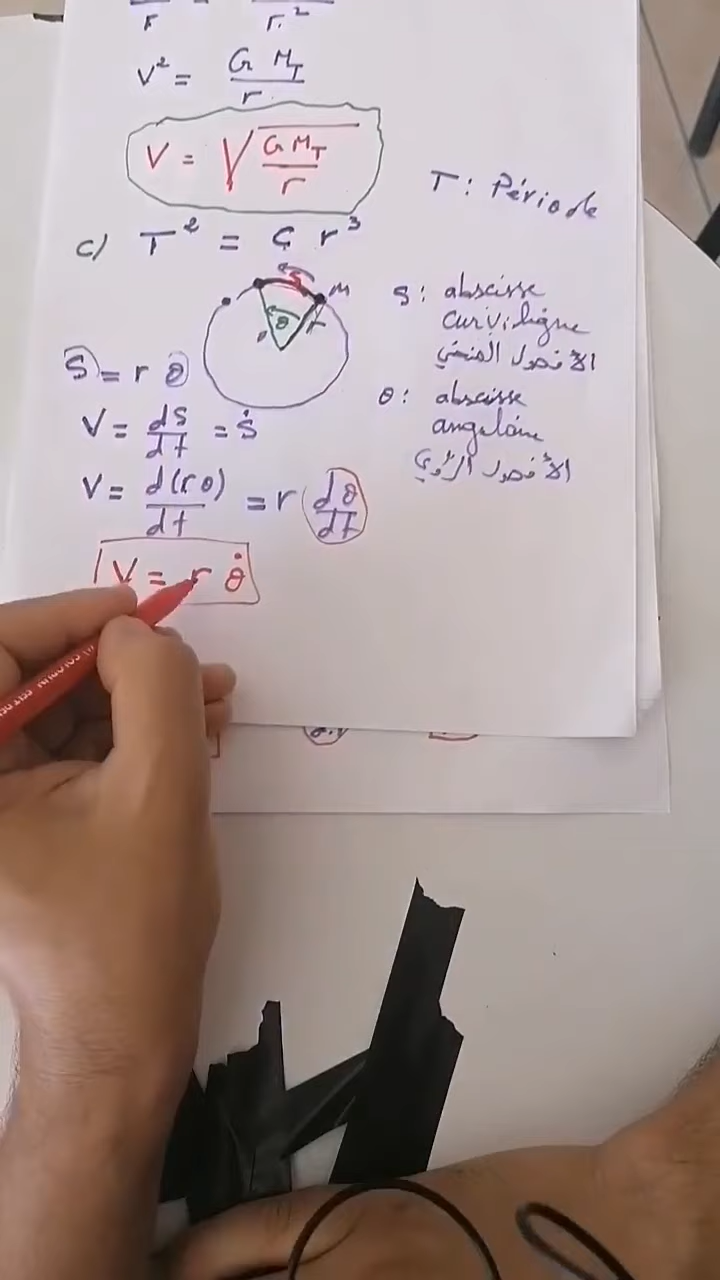 r r²
V² = G M_T / r
V = √(G M_T / r)
T : Période
c) T² = C r³
S M
θ r
S : abscisse
curviligne
الأفصول المنحني
S = r θ
θ : abscisse
angulaire
الأفصول الزاوي
V = dS/dt = Ṡ
V = d(rθ)/dt = r dθ/dt
V = r θ̇